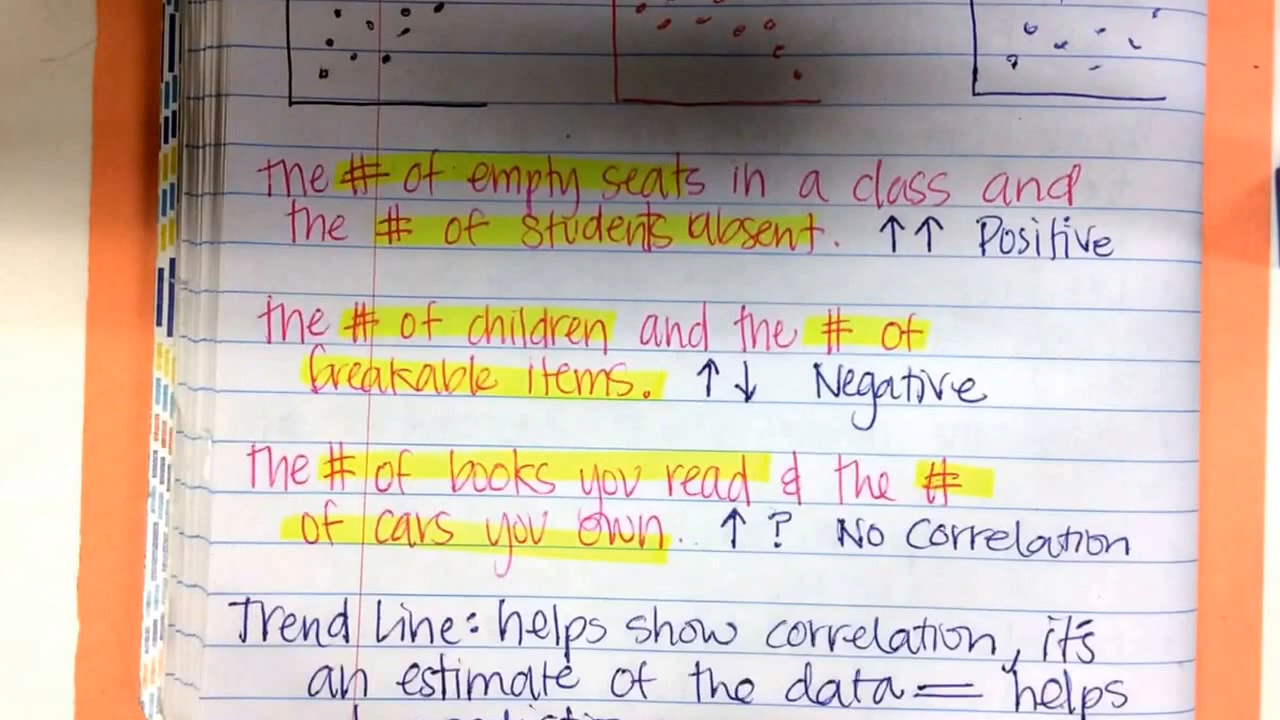 the # of empty seats in a class and
the # of students absent. ↑↑ Positive
the # of children and the # of
breakable items. ↑↓ Negative
the # of books you read & the #
of cars you own. ↑ ? No Correlation
Trend Line: helps show correlation, it's
an estimate of the data = helps